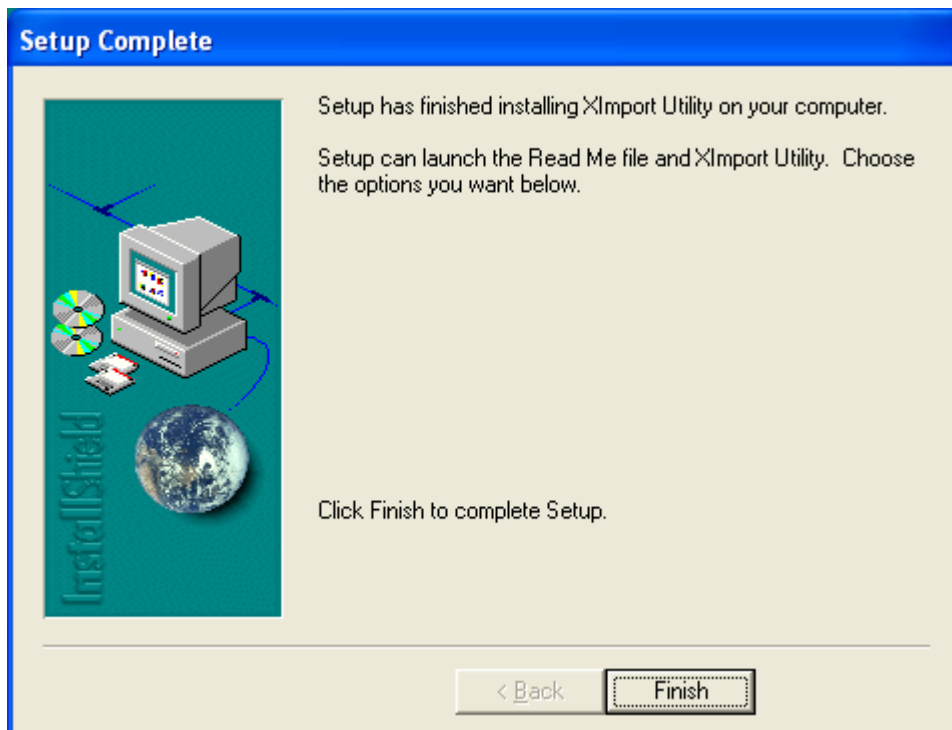 Setup Complete
Setup has finished installing XImport Utility on your computer.
Setup can launch the Read Me file and XImport Utility.  Choose
the options you want below.
InstallShield
Click Finish to complete Setup.
< Back
Finish